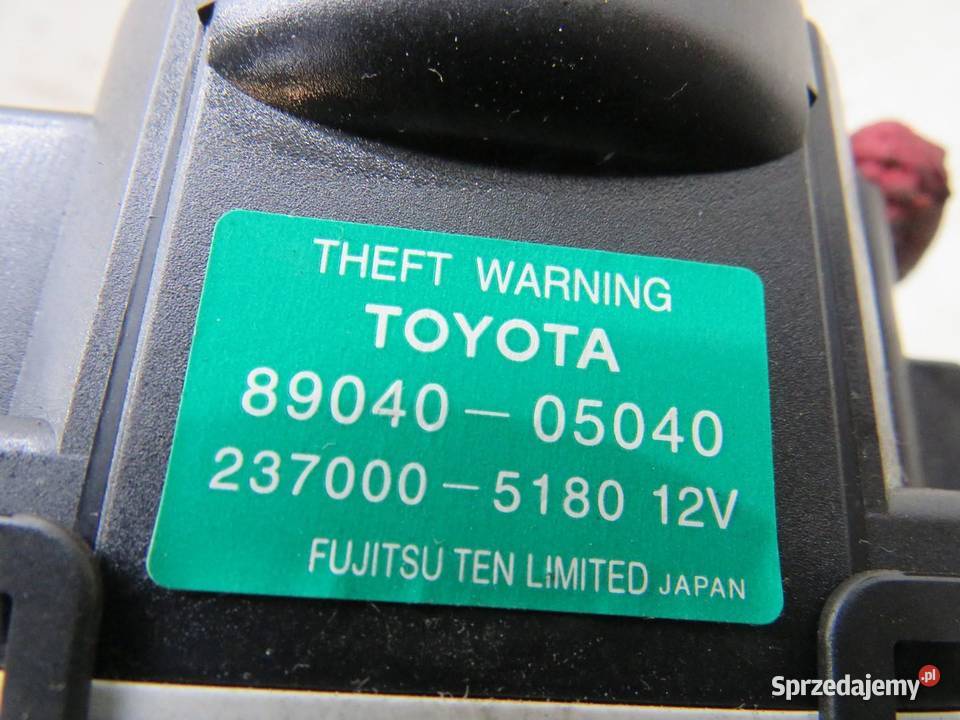 THEFT WARNING
TOYOTA
89040-05040
237000-5180 12V
FUJITSU TEN LIMITED JAPAN
Sprzedajemy.pl